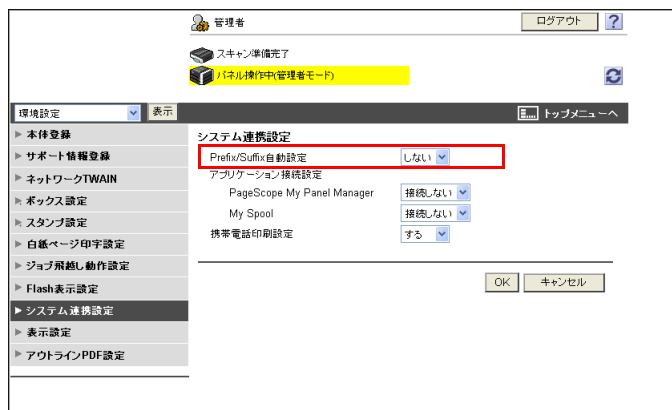 管理者
ログアウト
?
スキャン準備完了
パネル操作中(管理者モード)
環境設定
表示
トップメニューへ
本体登録
サポート情報登録
ネットワークTWAIN
ボックス設定
スタンプ設定
白紙ページ印字設定
ジョブ飛越し動作設定
Flash表示設定
システム連携設定
表示設定
アウトラインPDF設定
システム連携設定
Prefix/Suffix自動設定 しない
アプリケーション接続設定
PageScope My Panel Manager 接続しない
My Spool 接続しない
携帯電話印刷設定 する
OK キャンセル